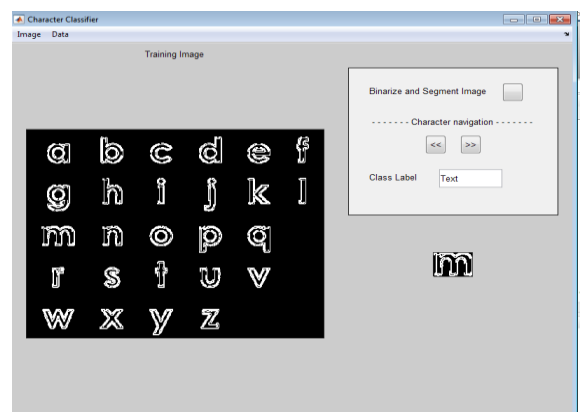 Character Classifier
Image Data
Training Image
Binarize and Segment Image
- - - - - - - Character navigation - - - - - - -
<< >>
Class Label Text
a b c d e f
g h i j k l
m n o p q
r s t u v
w x y z
m